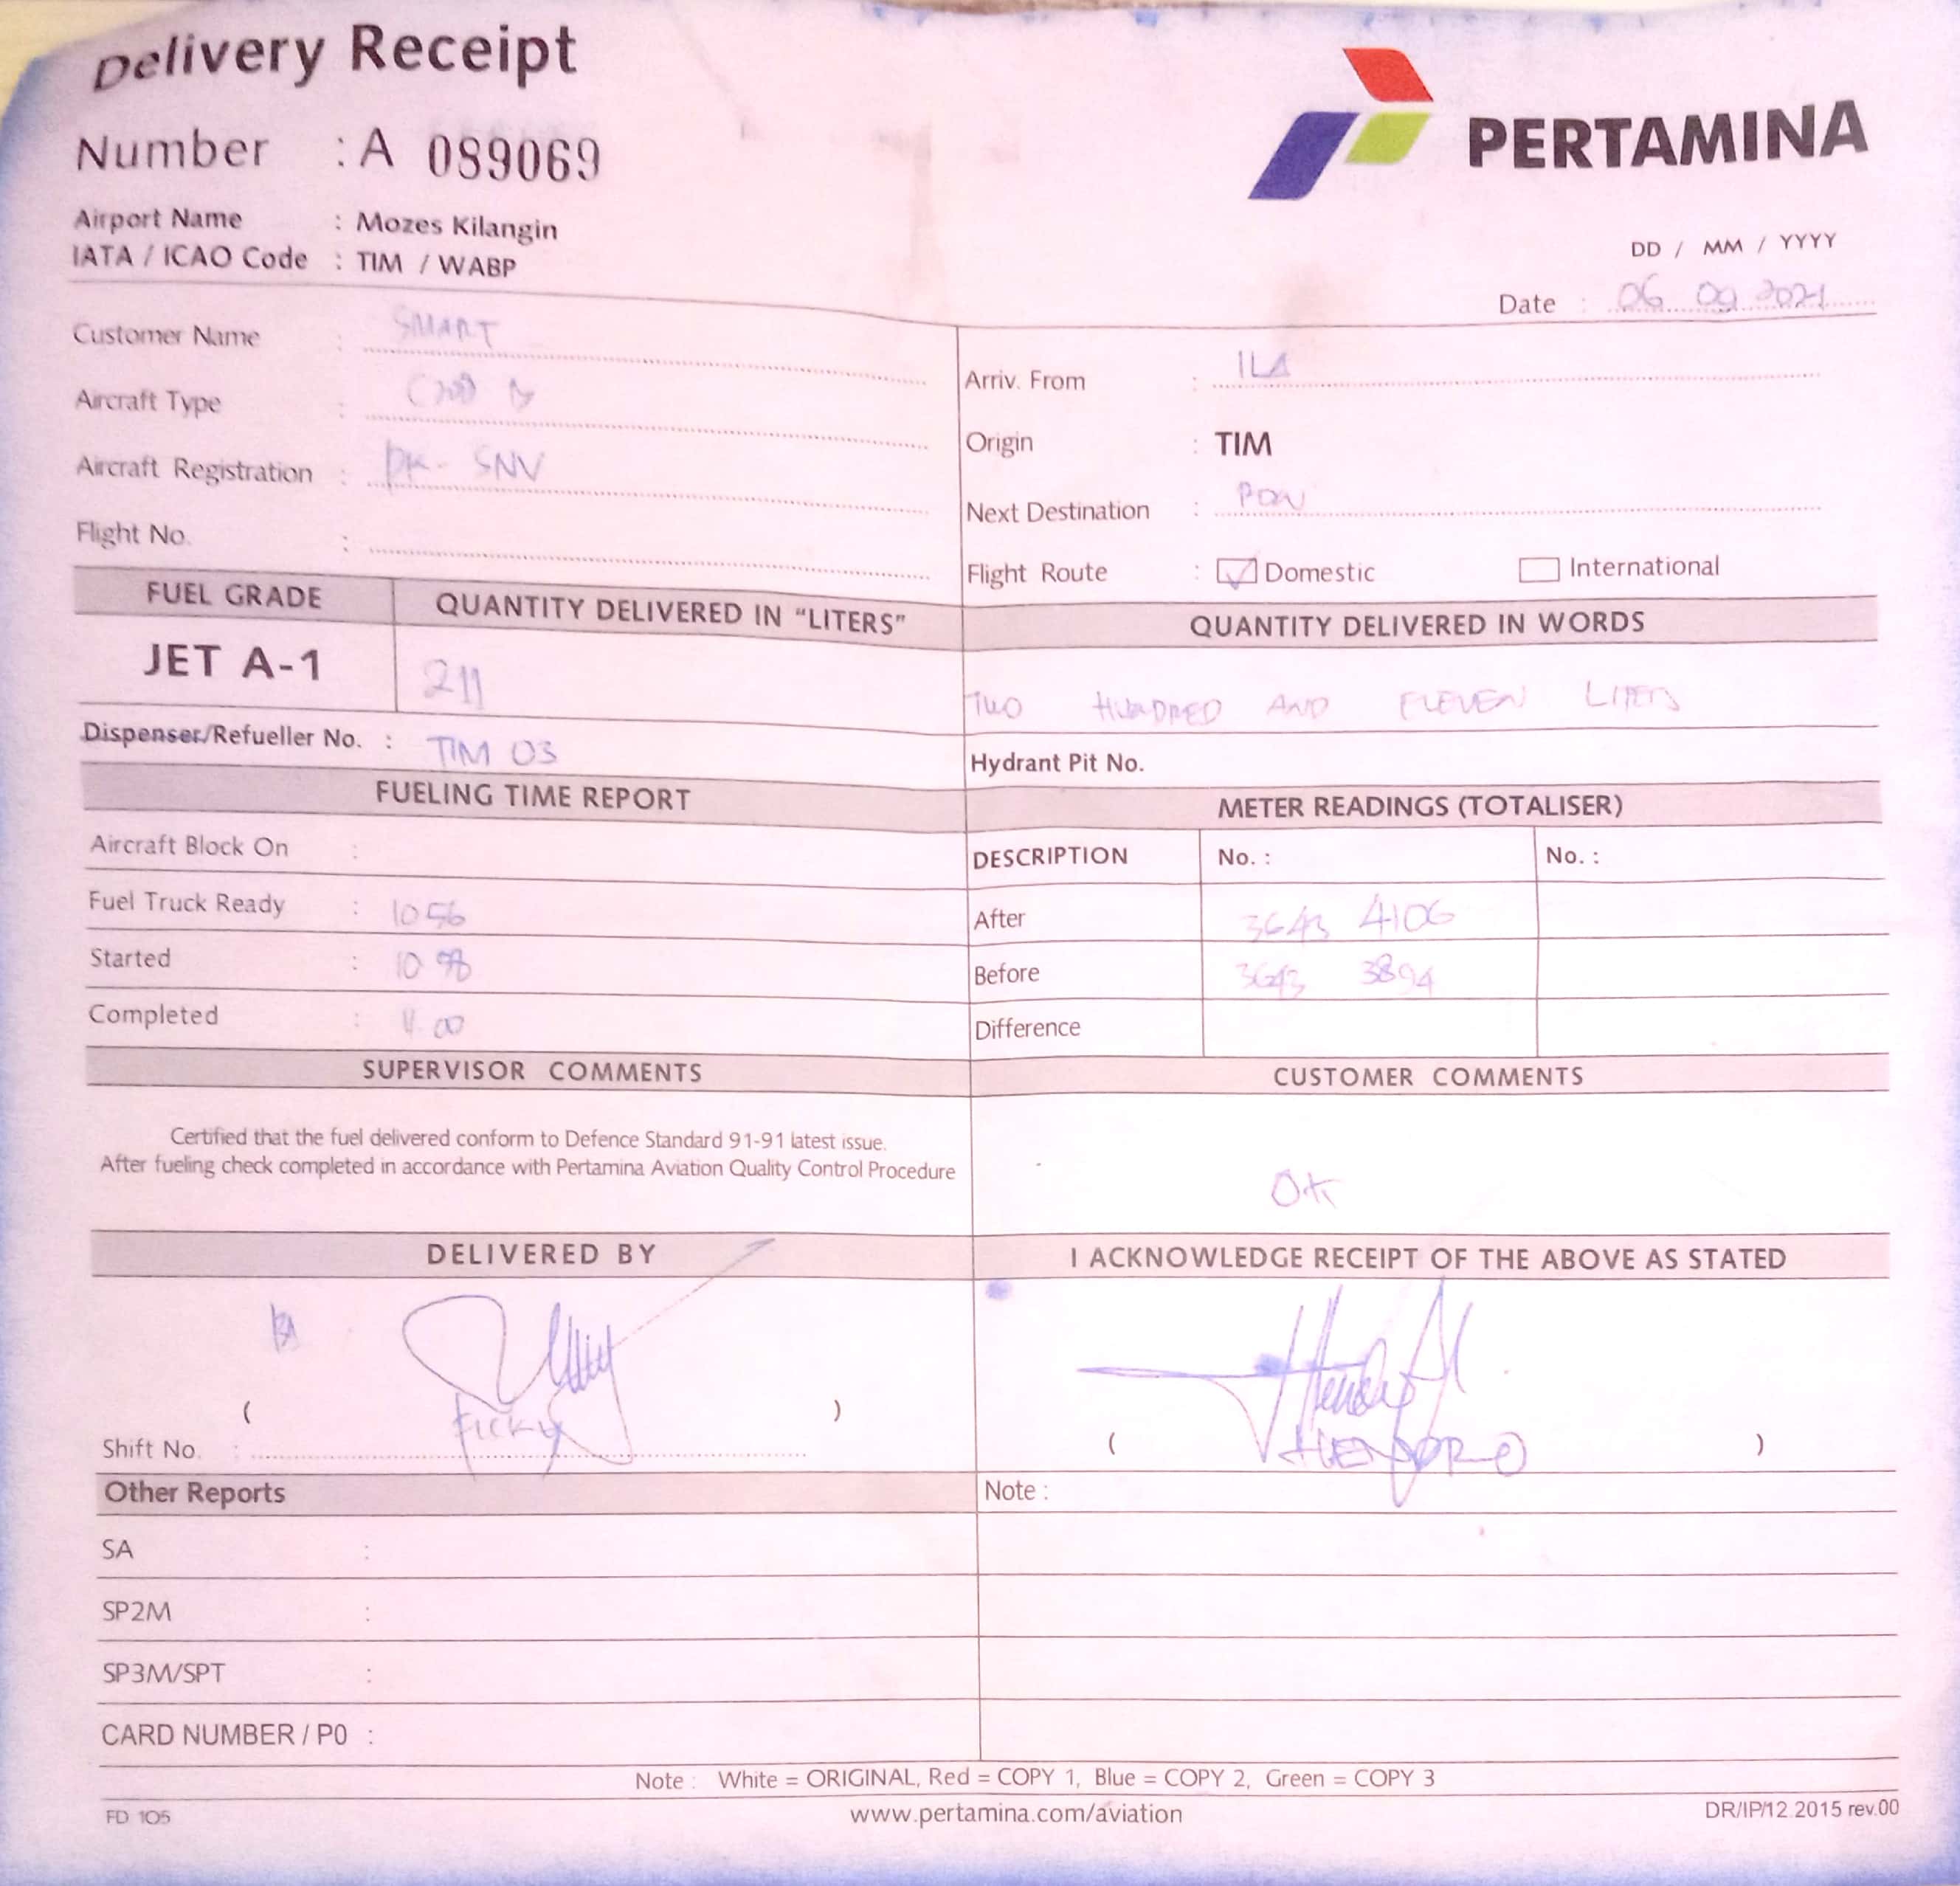 Delivery Receipt
PERTAMINA
Number : A 089069
Airport Name : Mozes Kilangin
IATA / ICAO Code : TIM / WABP
DD / MM / YYYY
Date : 06 09 2021
Customer Name : SMART
Aircraft Type :
Aircraft Registration : PK- SNV
Flight No. :
Arriv. From : ILA
Origin : TIM
Next Destination :
Flight Route : Domestic International
FUEL GRADE QUANTITY DELIVERED IN "LITERS" QUANTITY DELIVERED IN WORDS
JET A-1 211 TWO HUNDRED AND ELEVEN LITERS
Dispenser/Refueller No. : TIM 03
Hydrant Pit No.
FUELING TIME REPORT
Aircraft Block On :
Fuel Truck Ready : 1056
Started : 10
Completed : 11.00
METER READINGS (TOTALISER)
DESCRIPTION No. : No. :
After 3643 4106
Before 3643 3894
Difference
SUPERVISOR COMMENTS
Certified that the fuel delivered conform to Defence Standard 91-91 latest issue.
After fueling check completed in accordance with Pertamina Aviation Quality Control Procedure
CUSTOMER COMMENTS
OK
DELIVERED BY
( )
Shift No. :
I ACKNOWLEDGE RECEIPT OF THE ABOVE AS STATED
( )
Other Reports
SA :
SP2M :
SP3M/SPT :
CARD NUMBER / P0 :
Note :
Note : White = ORIGINAL, Red = COPY 1, Blue = COPY 2, Green = COPY 3
FD 105 www.pertamina.com/aviation DR/IP/12 2015 rev.00